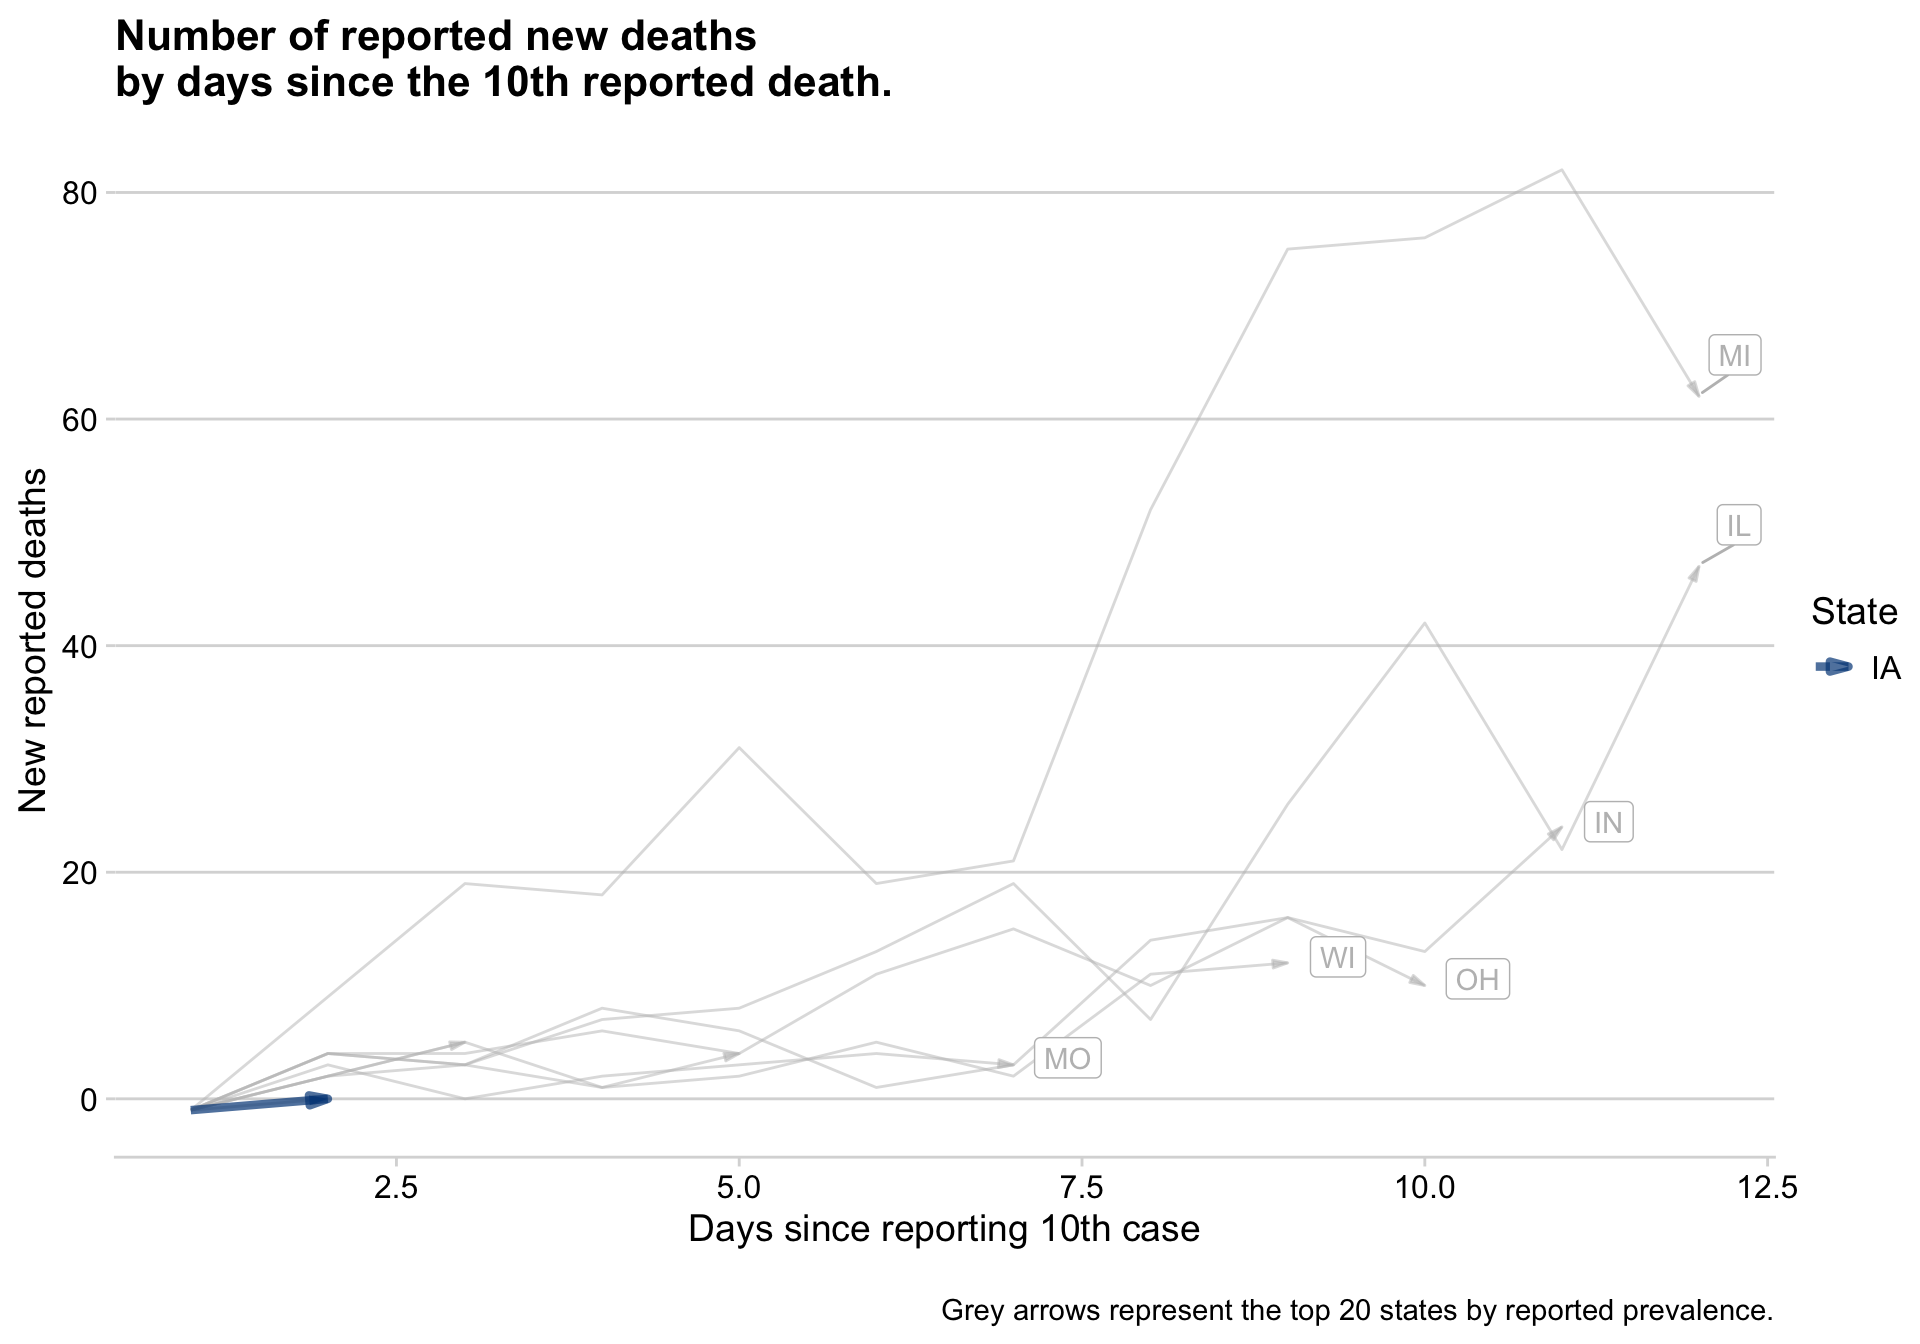 Number of reported new deaths
by days since the 10th reported death.
New reported deaths
80
60
40
20
0
MI
IL
IN
WI
OH
MO
State
IA
2.5
5.0
7.5
10.0
12.5
Days since reporting 10th case
Grey arrows represent the top 20 states by reported prevalence.